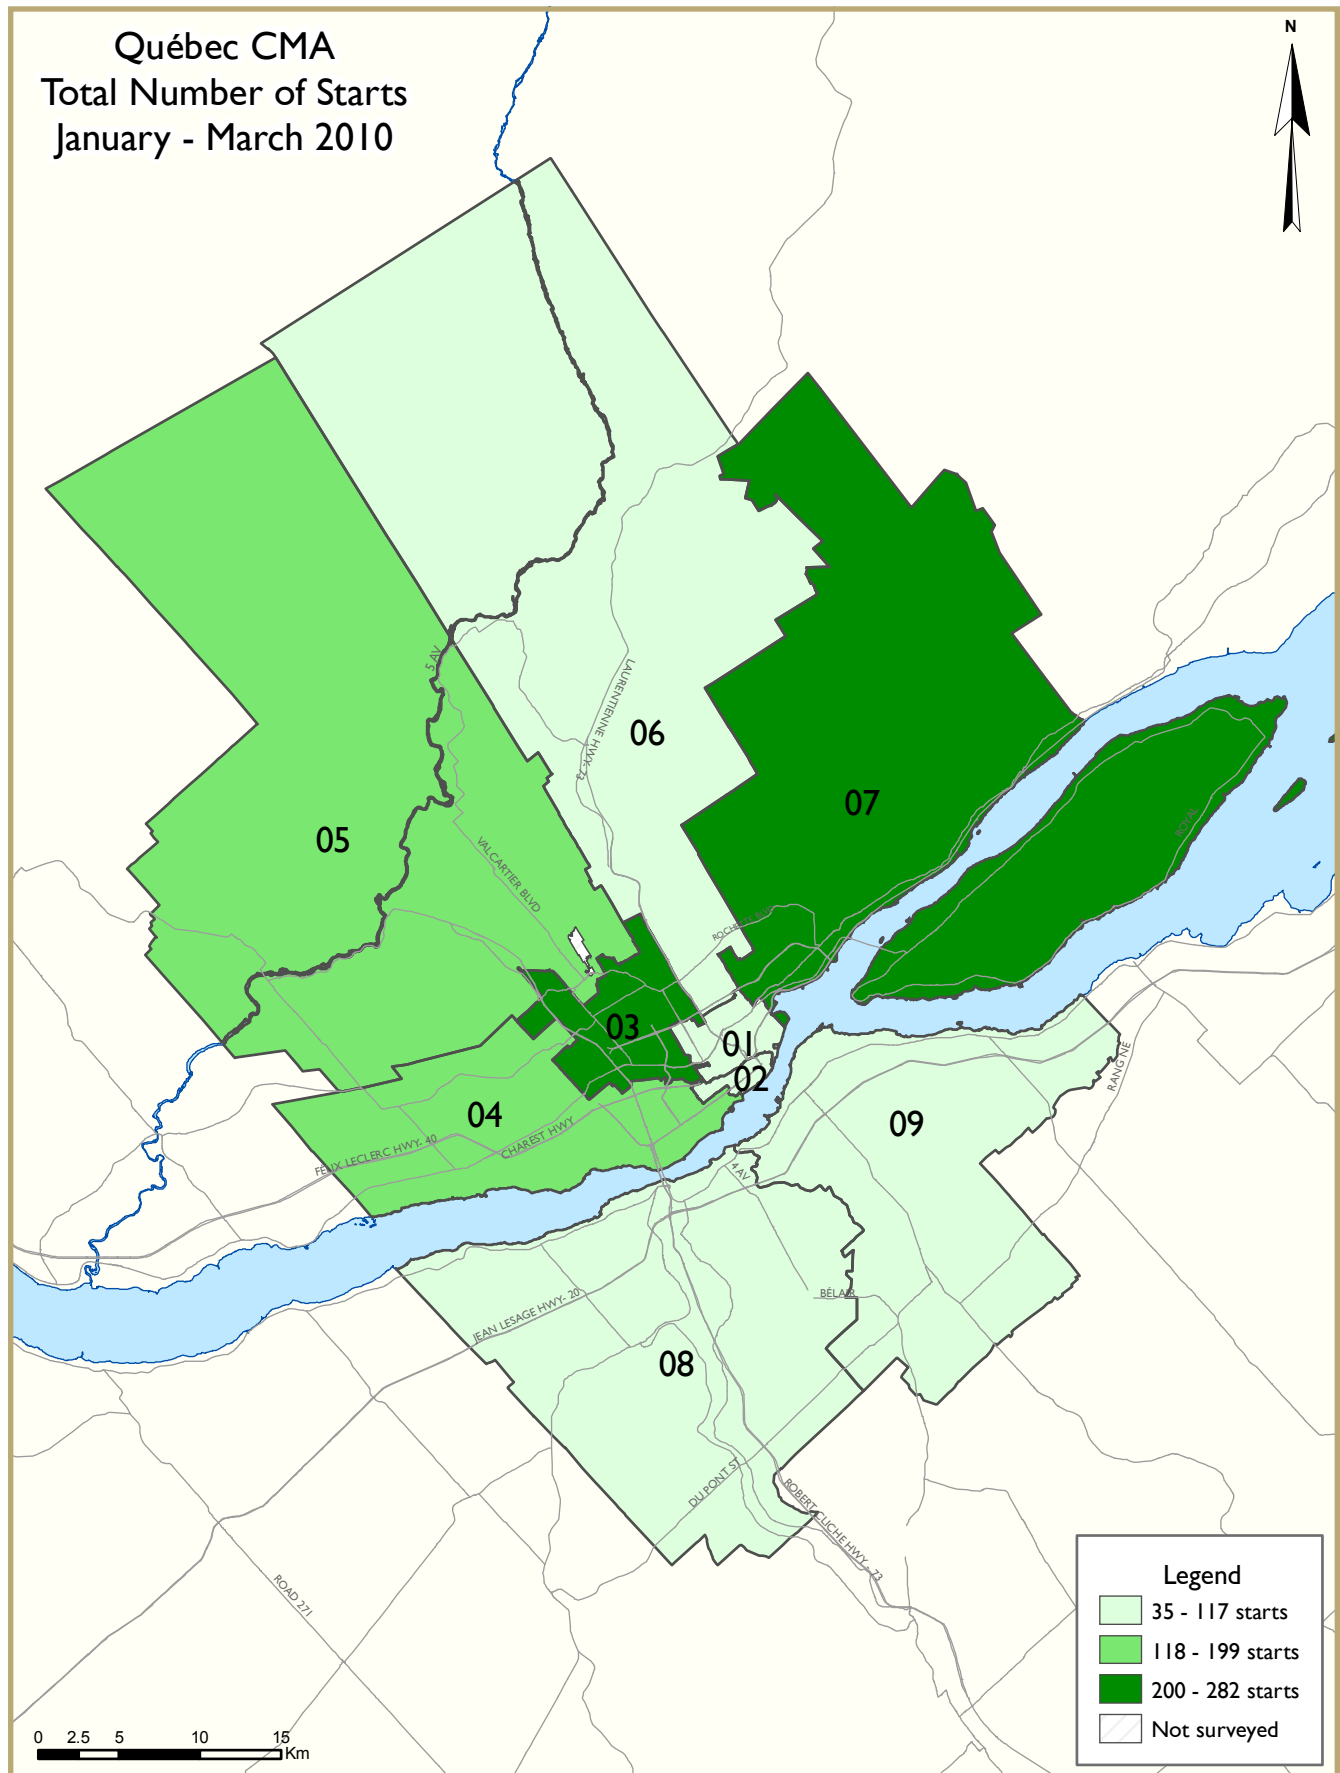 Québec CMA
Total Number of Starts
January - March 2010
N
5 AV
LAURENTIENNE HWY- 73
06
07
05
ROYAL
VALCARTIER BLVD
03
01
02
RANG NE
04
09
FÉLIX LECLERC HWY- 40
CHAREST HWY
4 AV
BÉLAIR
JEAN LESAGE HWY- 20
08
DU PONT ST
ROBERT CLICHE HWY - 73
ROAD 271
Legend
35 - 117 starts
118 - 199 starts
200 - 282 starts
Not surveyed
0 2.5 5 10 15
Km